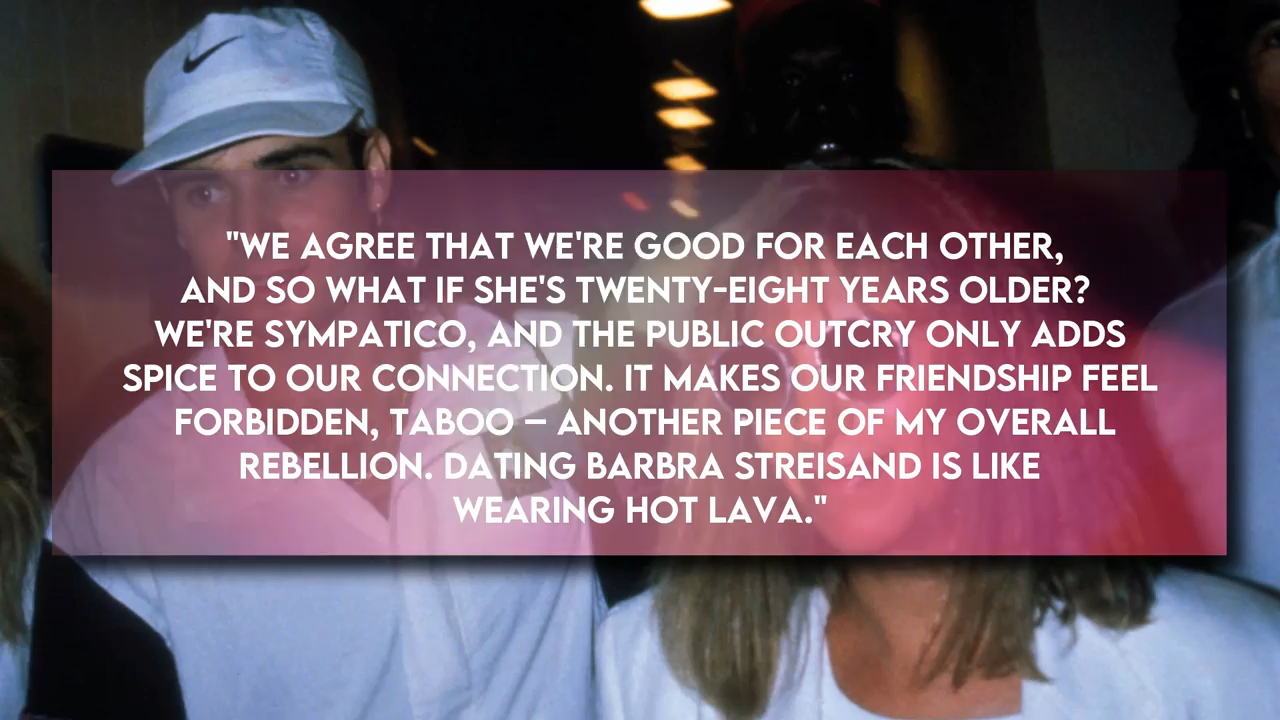 "WE AGREE THAT WE'RE GOOD FOR EACH OTHER,
AND SO WHAT IF SHE'S TWENTY-EIGHT YEARS OLDER?
WE'RE SYMPATICO, AND THE PUBLIC OUTCRY ONLY ADDS
SPICE TO OUR CONNECTION. IT MAKES OUR FRIENDSHIP FEEL
FORBIDDEN, TABOO – ANOTHER PIECE OF MY OVERALL
REBELLION. DATING BARBRA STREISAND IS LIKE
WEARING HOT LAVA."